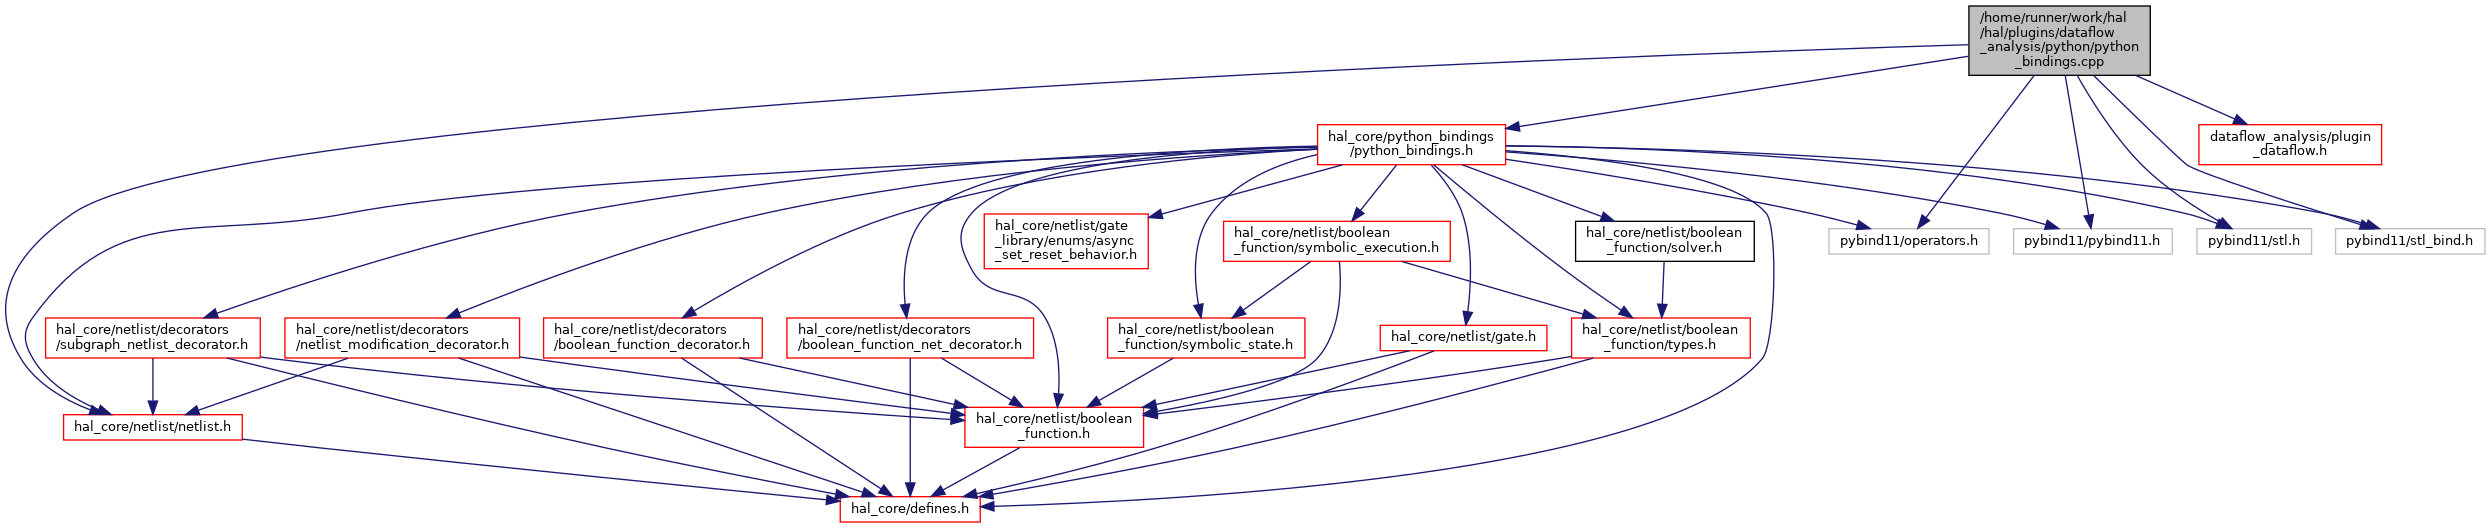 /home/runner/work/hal
/hal/plugins/dataflow
_analysis/python/python
_bindings.cpp
hal_core/python_bindings
/python_bindings.h
dataflow_analysis/plugin
_dataflow.h
hal_core/netlist/gate
_library/enums/async
_set_reset_behavior.h
hal_core/netlist/boolean
_function/symbolic_execution.h
hal_core/netlist/boolean
_function/solver.h
pybind11/operators.h
pybind11/pybind11.h
pybind11/stl.h
pybind11/stl_bind.h
hal_core/netlist/decorators
/subgraph_netlist_decorator.h
hal_core/netlist/decorators
/netlist_modification_decorator.h
hal_core/netlist/decorators
/boolean_function_decorator.h
hal_core/netlist/decorators
/boolean_function_net_decorator.h
hal_core/netlist/boolean
_function/symbolic_state.h
hal_core/netlist/gate.h
hal_core/netlist/boolean
_function/types.h
hal_core/netlist/netlist.h
hal_core/netlist/boolean
_function.h
hal_core/defines.h